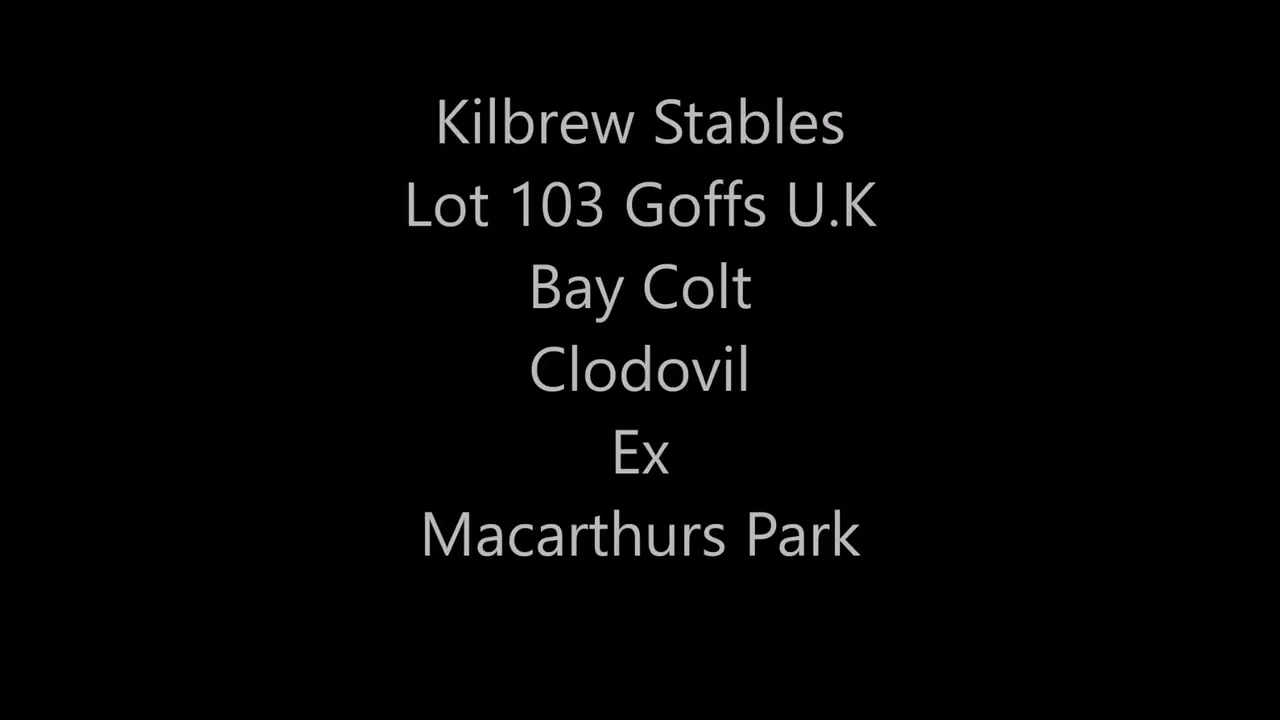 Kilbrew Stables
Lot 103 Goffs U.K
Bay Colt
Clodovil
Ex
Macarthurs Park